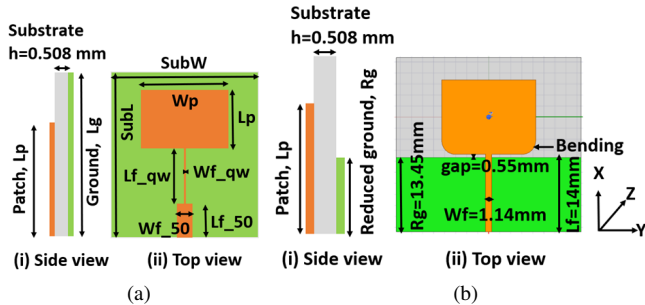 Substrate
h=0.508 mm
SubW
Wp
SubL
Lp
Patch, Lp
Ground, Lg
Lf_qw
Wf_qw
Wf_50
Lf_50
(i) Side view
(ii) Top view
(a)
Substrate
h=0.508 mm
Patch, Lp
Reduced ground, Rg
Bending
gap=0.55mm
Rg=13.45mm
Wf=1.14mm
Lf=14mm
X
Z
Y
(i) Side view
(ii) Top view
(b)